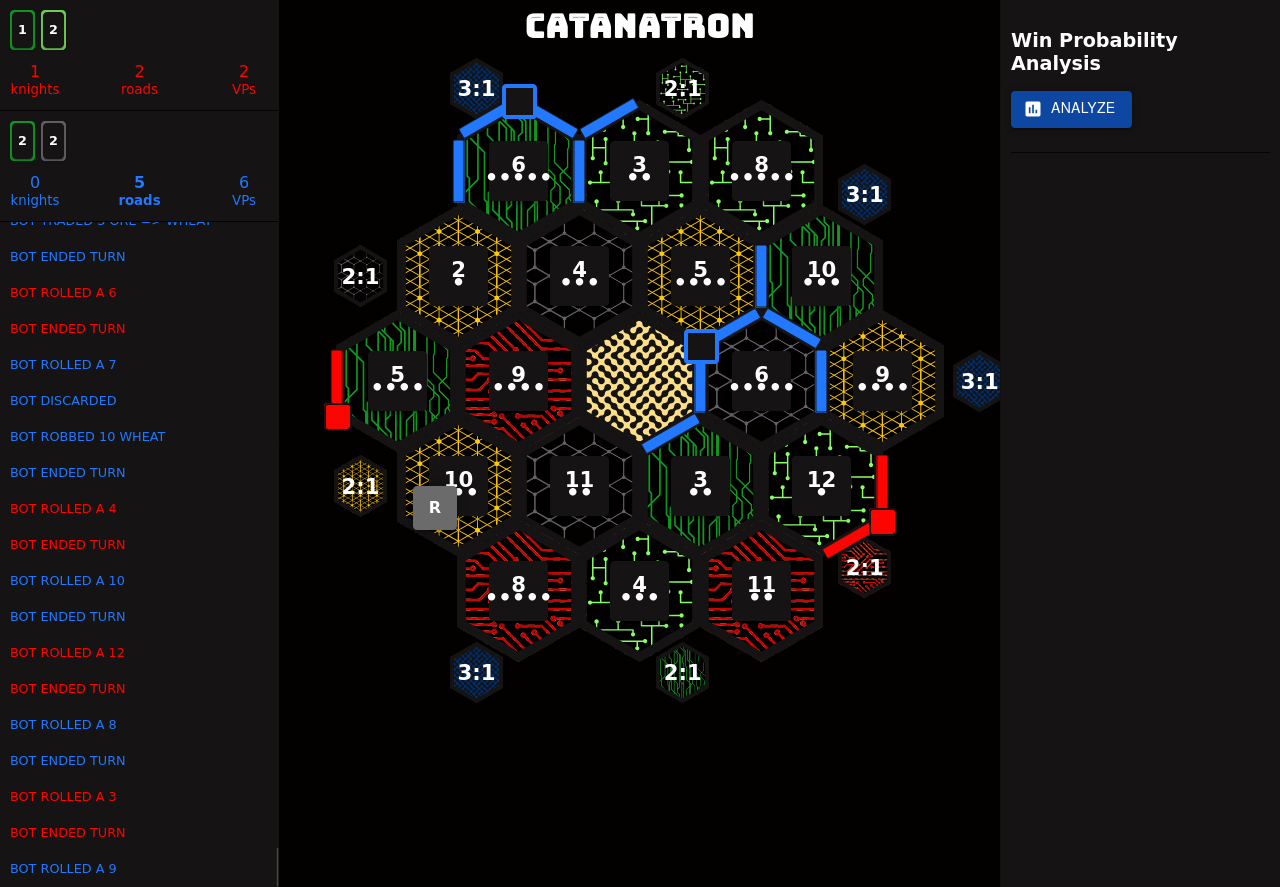 CATANATRON
1 2
1 2 2
knights roads VPs
2 2
0 5 6
knights roads VPs
BOT ENDED TURN
BOT ROLLED A 6
BOT ENDED TURN
BOT ROLLED A 7
BOT DISCARDED
BOT ROBBED 10 WHEAT
BOT ENDED TURN
BOT ROLLED A 4
BOT ENDED TURN
BOT ROLLED A 10
BOT ENDED TURN
BOT ROLLED A 12
BOT ENDED TURN
BOT ROLLED A 8
BOT ENDED TURN
BOT ROLLED A 3
BOT ENDED TURN
BOT ROLLED A 9
3:1 2:1
6 3 8
3:1
2:1 2 4 5 10
5 9 6 9 3:1
2:1 10 11 3 12
R
8 4 11 2:1
3:1 2:1
Win Probability
Analysis
ANALYZE